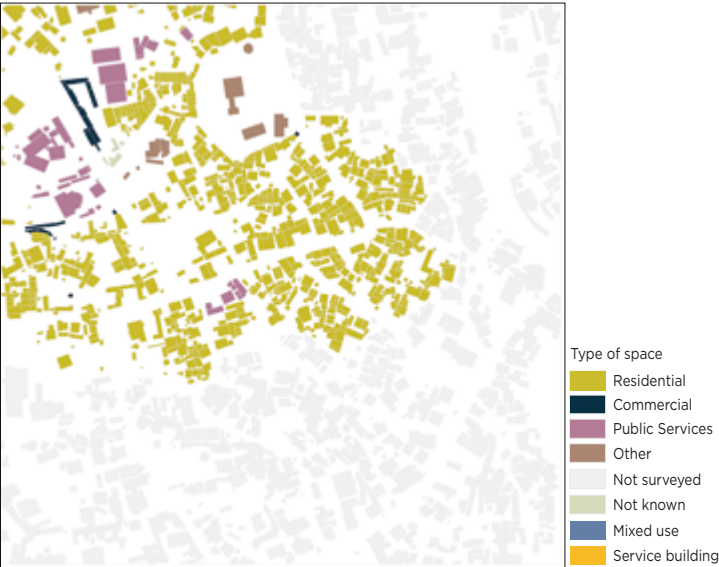 Type of space
Residential
Commercial
Public Services
Other
Not surveyed
Not known
Mixed use
Service building